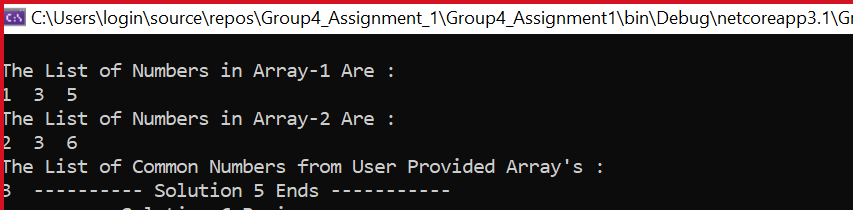 C:\Users\login\source\repos\Group4_Assignment_1\Group4_Assignment1\bin\Debug\netcoreapp3.1\Gr
The List of Numbers in Array-1 Are :
1 3 5
The List of Numbers in Array-2 Are :
2 3 6
The List of Common Numbers from User Provided Array's :
3 ---------- Solution 5 Ends -----------